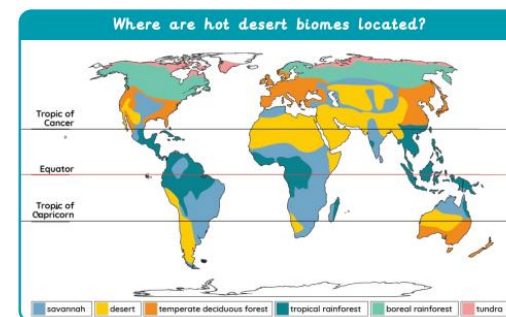 Where are hot desert biomes located?
Tropic of
Cancer
Equator
Tropic of
Capricorn
savannah
desert
temperate deciduous forest
tropical rainforest
boreal rainforest
tundra